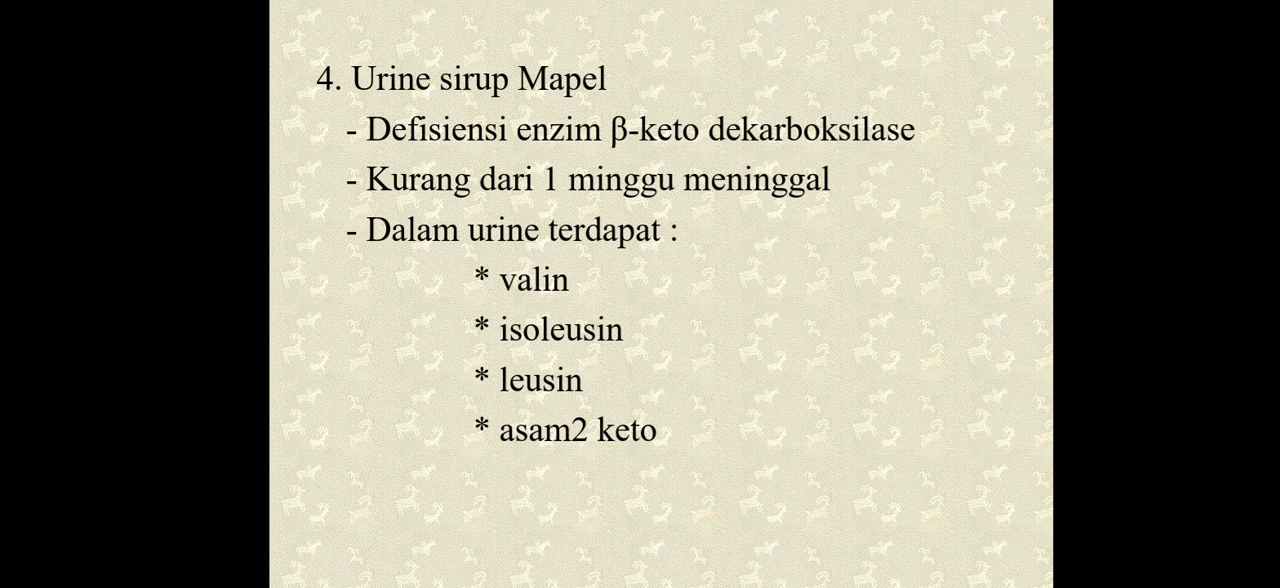 4. Urine sirup Mapel
- Defisiensi enzim β-keto dekarboksilase
- Kurang dari 1 minggu meninggal
- Dalam urine terdapat :
* valin
* isoleusin
* leusin
* asam2 keto